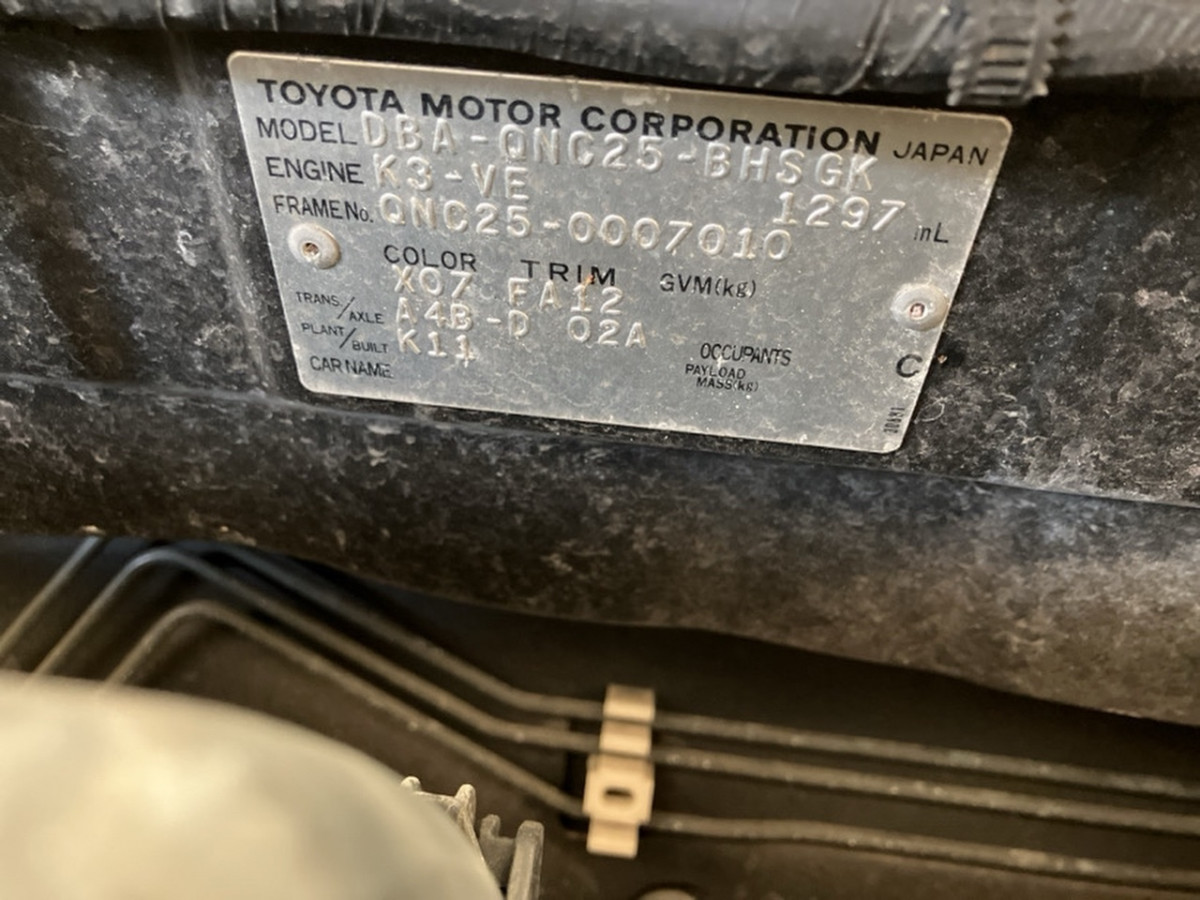 TOYOTA MOTOR CORPORATION JAPAN
MODEL DBA-QNC25-BHSGK
ENGINE K3-VE 1297 mL
FRAME No. QNC25-0007010
COLOR TRIM GVM(kg)
X07 FA12
TRANS./AXLE A4B-D 02A
PLANT/BUILT K11
OCCUPANTS
CAR NAME
PAYLOAD
MASS(kg)
C